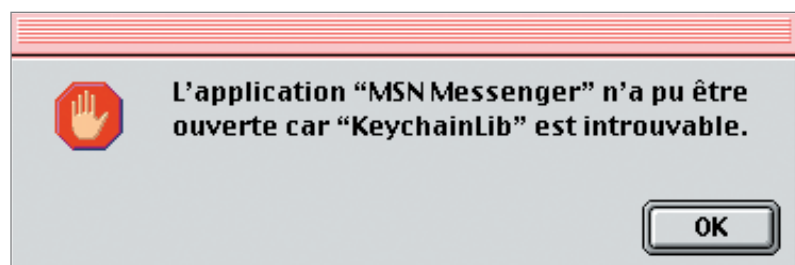 L'application “MSN Messenger” n'a pu être
ouverte car “KeychainLib” est introuvable.
OK